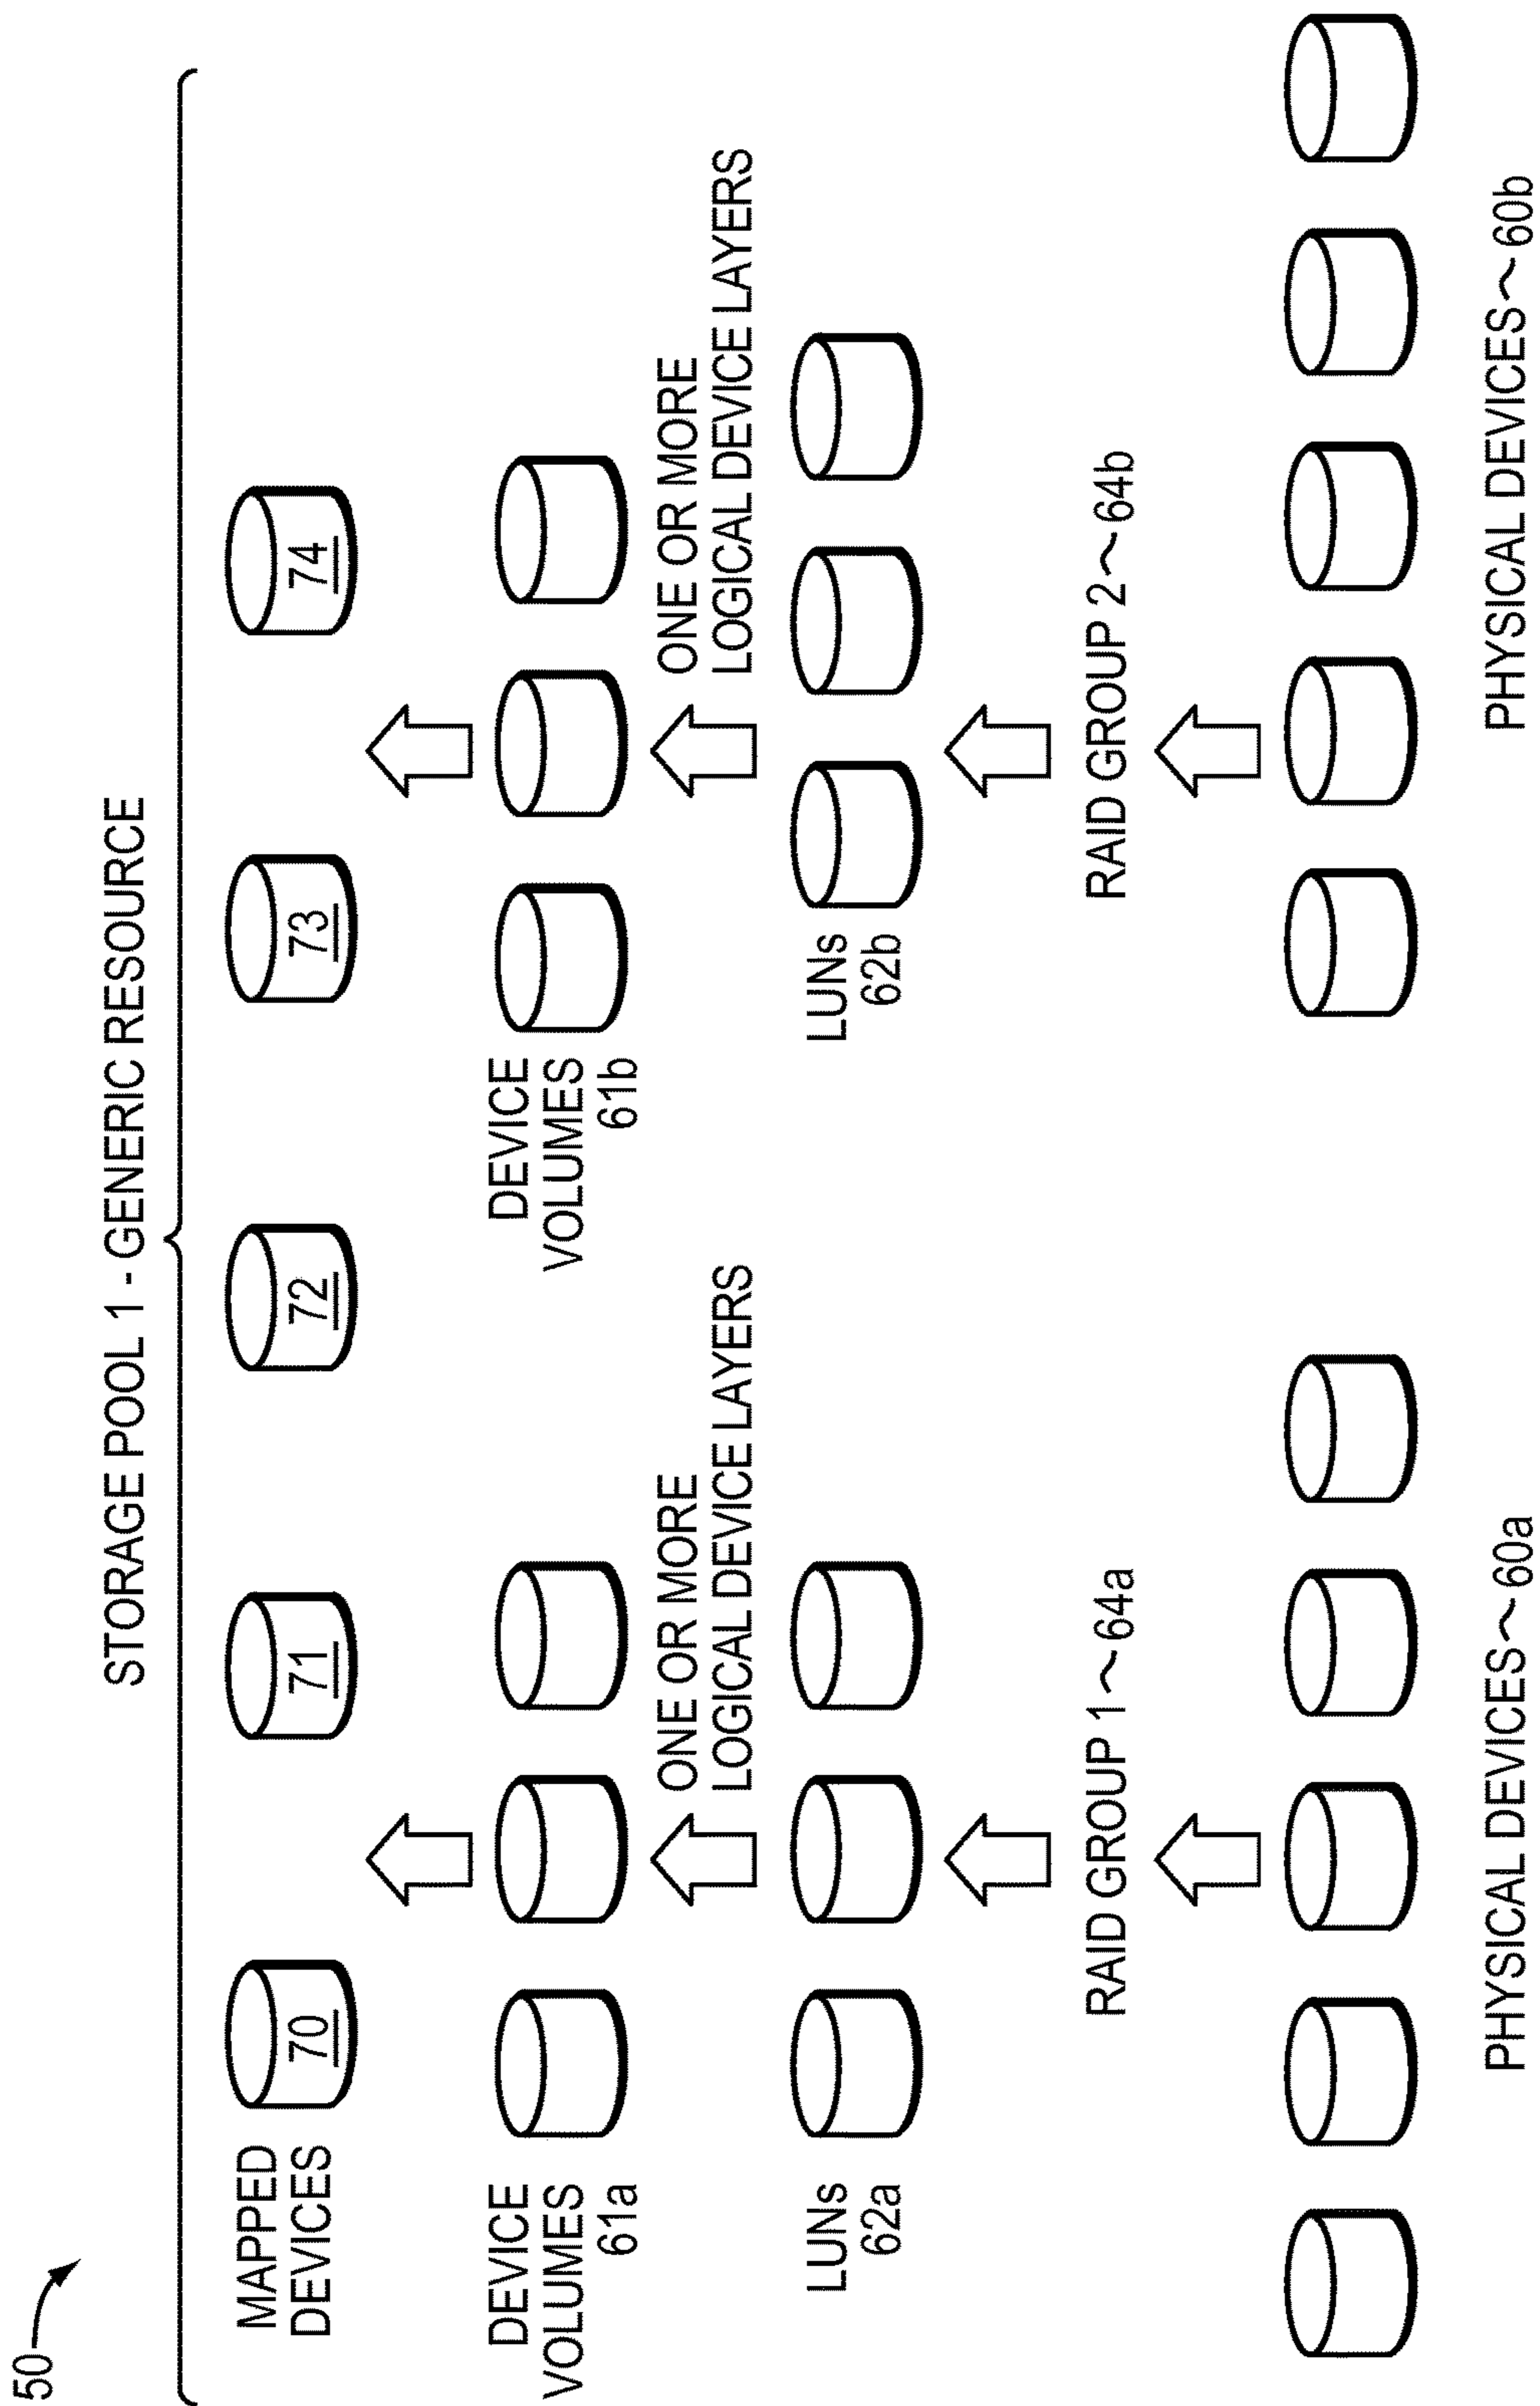 50
STORAGE POOL 1 - GENERIC RESOURCE
MAPPED
DEVICES
70
71
72
73
74
DEVICE
VOLUMES
61a
DEVICE
VOLUMES
61b
ONE OR MORE
LOGICAL DEVICE LAYERS
ONE OR MORE
LOGICAL DEVICE LAYERS
LUNs
62a
LUNs
62b
RAID GROUP 1~64a
RAID GROUP 2~64b
PHYSICAL DEVICES~60a
PHYSICAL DEVICES~60b